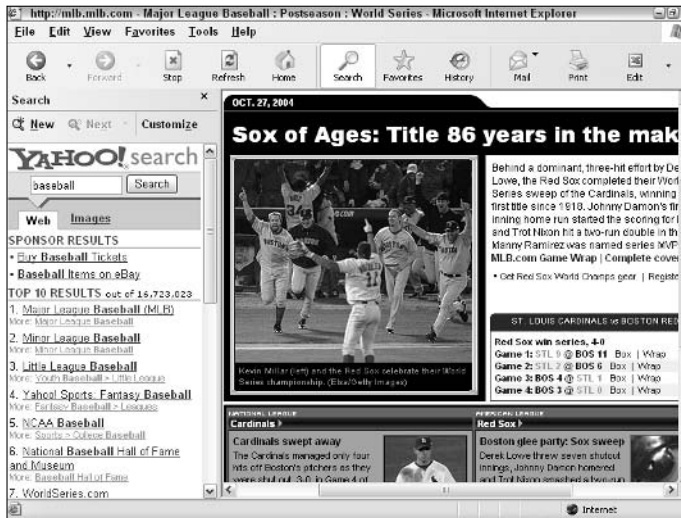 http://mlb.mlb.com - Major League Baseball : Postseason : World Series - Microsoft Internet Explorer
File Edit View Favorites Tools Help
Back Forward Stop Refresh Home Search Favorites History Mail Print Edit
Search ×
New Next Customize
YAHOO! search
baseball Search
Web Images
SPONSOR RESULTS
• Buy Baseball Tickets
• Baseball Items on eBay
TOP 10 RESULTS out of 16,723,023
1. Major League Baseball (MLB)
More: Major League Baseball
2. Minor League Baseball
More: Minor League Baseball
3. Little League Baseball
More: Youth Baseball > Little League
4. Yahoo! Sports: Fantasy Baseball
More: Fantasy Baseball > Leagues
5. NCAA Baseball
More: Sports > College Baseball
6. National Baseball Hall of Fame
and Museum
More: Baseball Hall of Fame
7. WorldSeries.com
OCT. 27, 2004
Sox of Ages: Title 86 years in the mak
BOSTON
34
11
Kevin Millar (left) and the Red Sox celebrate their World
Series championship. (Elsa/Getty Images)
Behind a dominant, three-hit effort by De
Lowe, the Red Sox completed their Worl
Series sweep of the Cardinals, winning
first title since 1918. Johnny Damon's fir
inning home run started the scoring for
and Trot Nixon hit a two-run double in th
Manny Ramirez was named series MVP
MLB.com Game Wrap | Complete cover
• Get Red Sox World Champs gear | Registe
ST. LOUIS CARDINALS vs BOSTON RED
Red Sox win series, 4-0
Game 1: STL 9 @ BOS 11 Box | Wrap
Game 2: STL 2 @ BOS 6 Box | Wrap
Game 3: BOS 4 @ STL 1 Box | Wrap
Game 4: BOS 3 @ STL 0 Box | Wrap
NATIONAL LEAGUE
Cardinals
Cardinals swept away
The Cardinals managed only four
hits off Boston's pitchers as they
were shut out, 3-0, in Game 4 of
AMERICAN LEAGUE
Red Sox
Boston glee party: Sox sweep
Derek Lowe threw seven shutout
innings, Johnny Damon homered
and Trot Nixon smashed a two-run
Internet